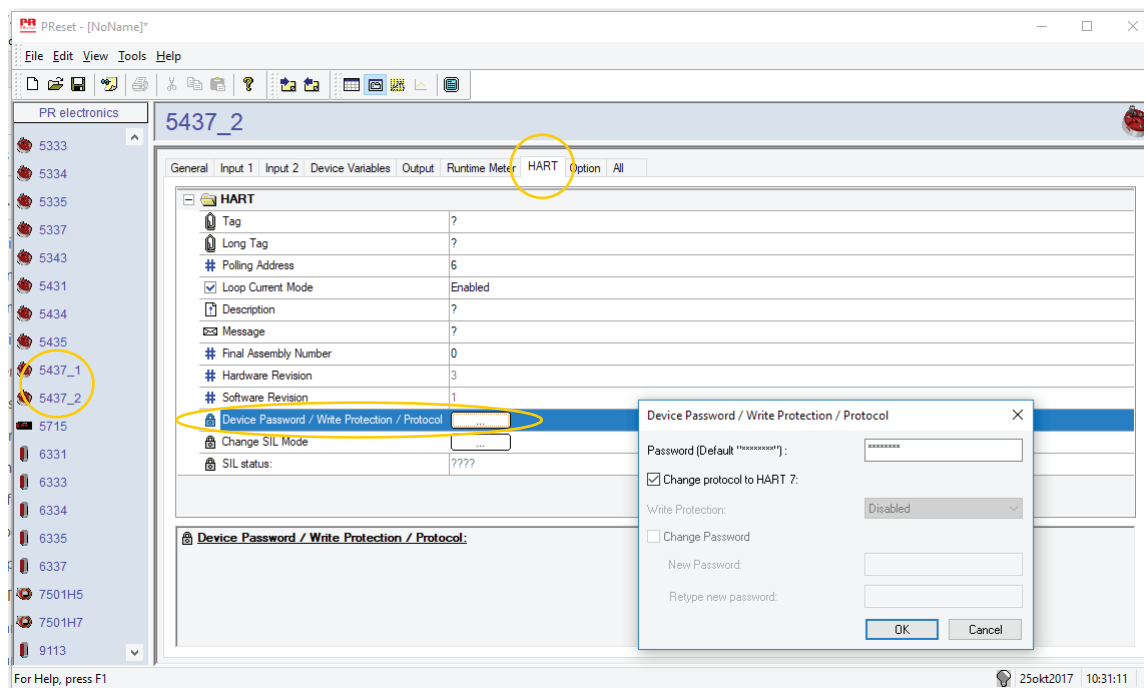 PR PReset - [NoName]*
File Edit View Tools Help
PR electronics
5333
5334
5335
5337
5343
5431
5434
5435
5437_1
5437_2
5715
6331
6333
6334
6335
6337
7501H5
7501H7
9113
5437_2
General Input 1 Input 2 Device Variables Output Runtime Meter HART Option All
HART
Tag ?
Long Tag ?
Polling Address 6
Loop Current Mode Enabled
Description ?
Message ?
Final Assembly Number 0
Hardware Revision 3
Software Revision 1
Device Password / Write Protection / Protocol ...
Change SIL Mode ...
SIL status: ????
Device Password / Write Protection / Protocol:
Device Password / Write Protection / Protocol
Password (Default "********") : ********
Change protocol to HART 7:
Write Protection: Disabled
Change Password
New Password:
Retype new password:
OK Cancel
For Help, press F1 25okt2017 10:31:11